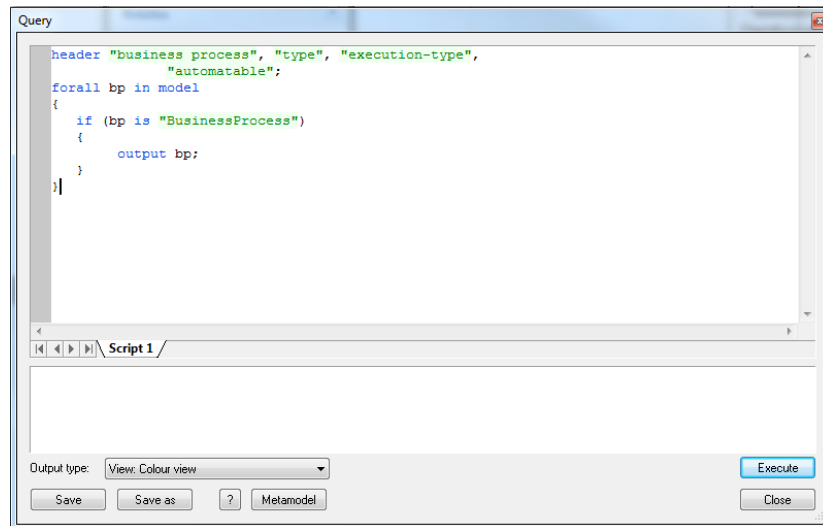 Query
header "business process", "type", "execution-type",
"automatable";
forall bp in model
{
if (bp is "BusinessProcess")
{
output bp;
}
}
Script 1
Output type: View: Colour view Execute
Save Save as ? Metamodel Close